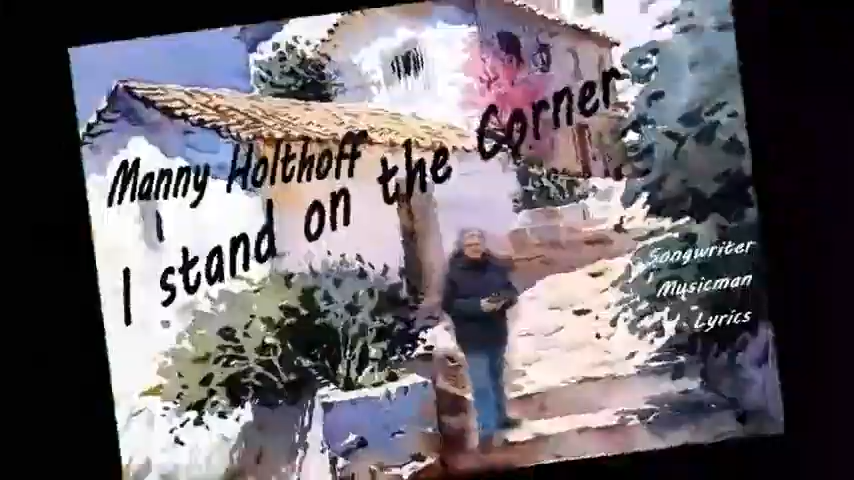 Manny Holthoff
I stand on the Corner
Songwriter
Musicman
Lyrics